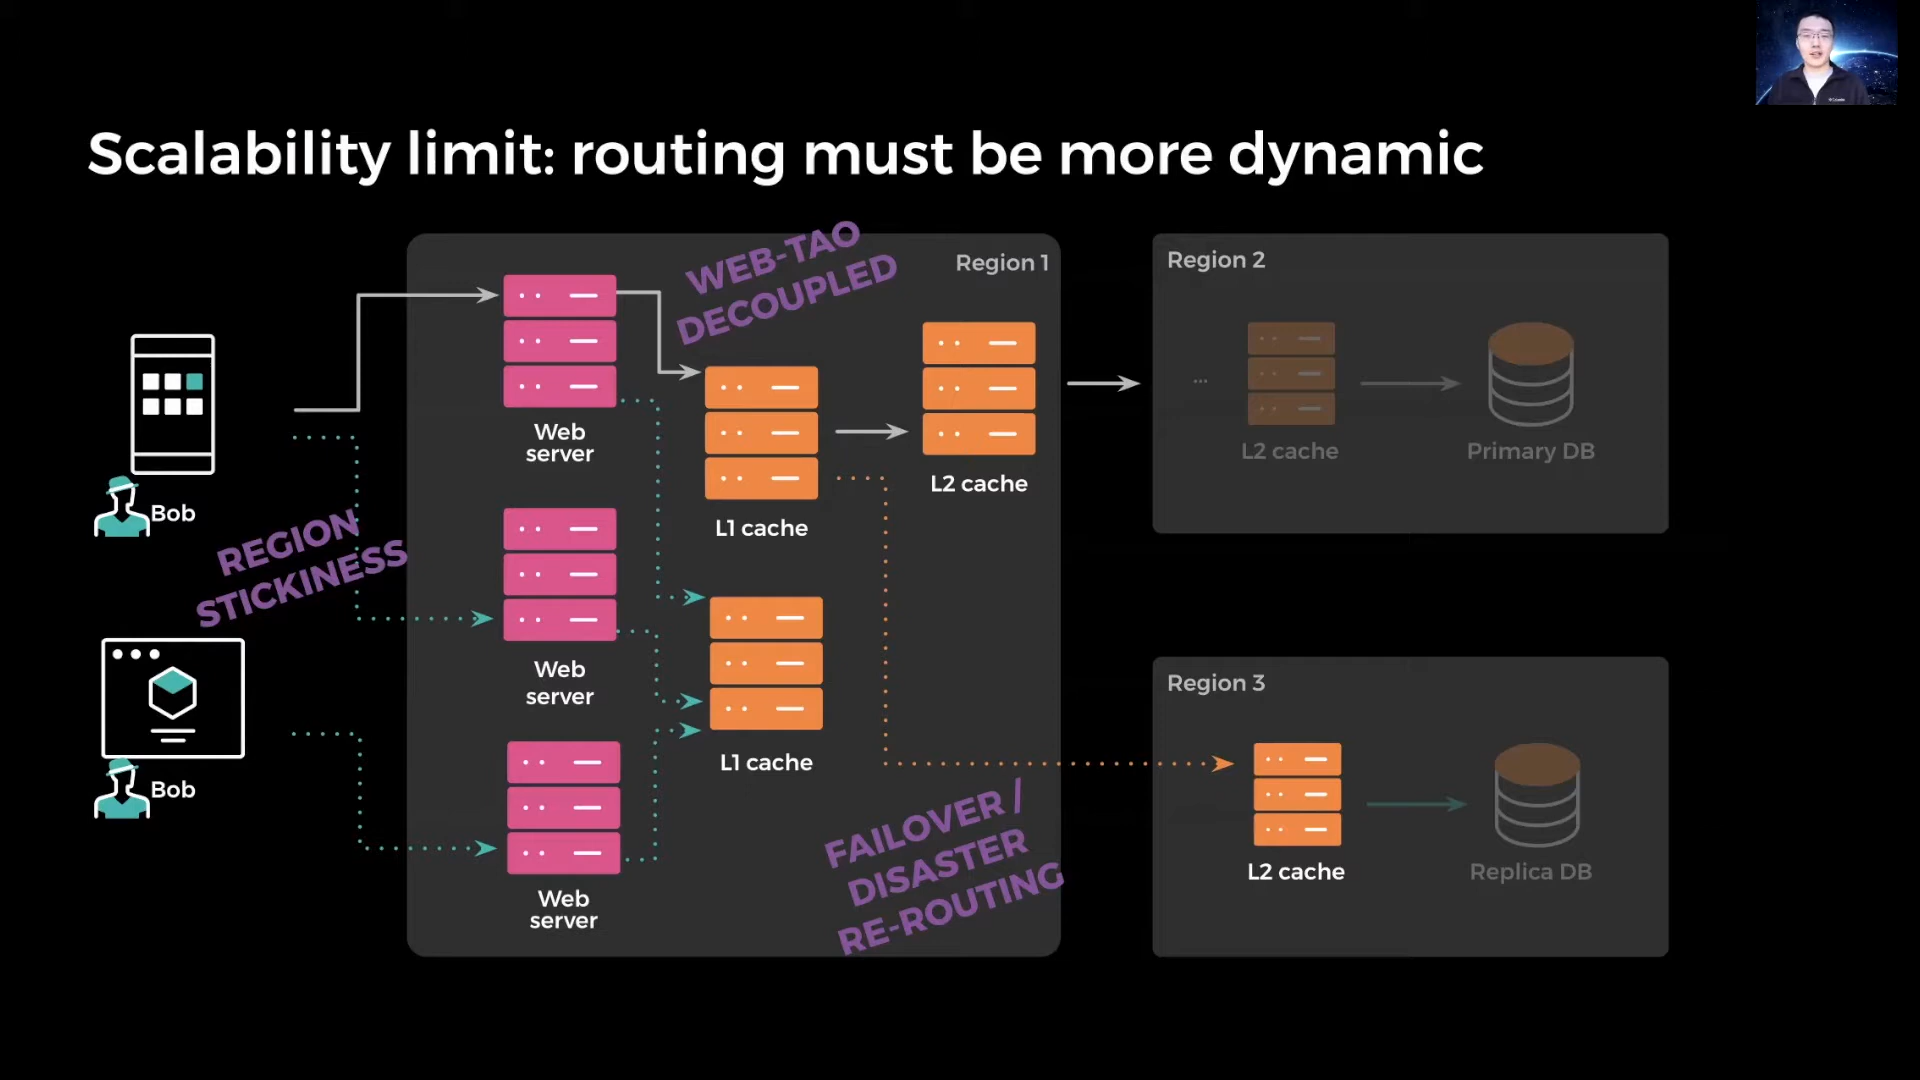 Scalability limit: routing must be more dynamic
WEB-TAO
DECOUPLED
Region 1
Region 2
Web
server
L1 cache
L2 cache
...
L2 cache
Primary DB
Bob
REGION
STICKINESS
Web
server
L1 cache
Region 3
Bob
FAILOVER /
DISASTER
RE-ROUTING
L2 cache
Replica DB
Web
server